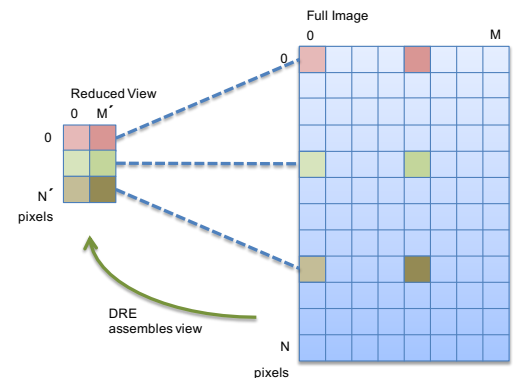 Full Image
0 M
0
Reduced View
0 M´
0
N´
pixels
DRE
assembles view
N
pixels